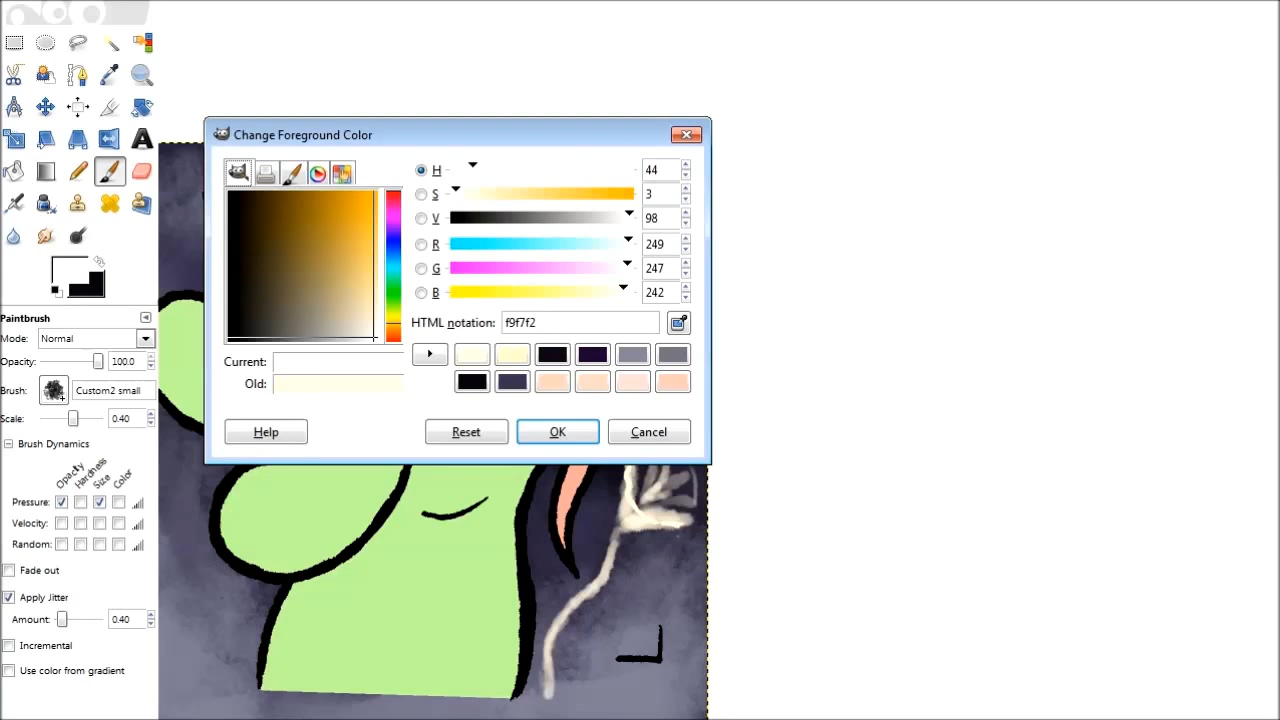 Change Foreground Color
H 44
S 3
V 98
R 249
G 247
B 242
HTML notation: f9f7f2
Current:
Old:
Help Reset OK Cancel
Paintbrush
Mode: Normal
Opacity: 100.0
Brush: Custom2 small
Scale: 0.40
Brush Dynamics
Opacity Hardness Size Color
Pressure:
Velocity:
Random:
Fade out
Apply Jitter
Amount: 0.40
Incremental
Use color from gradient